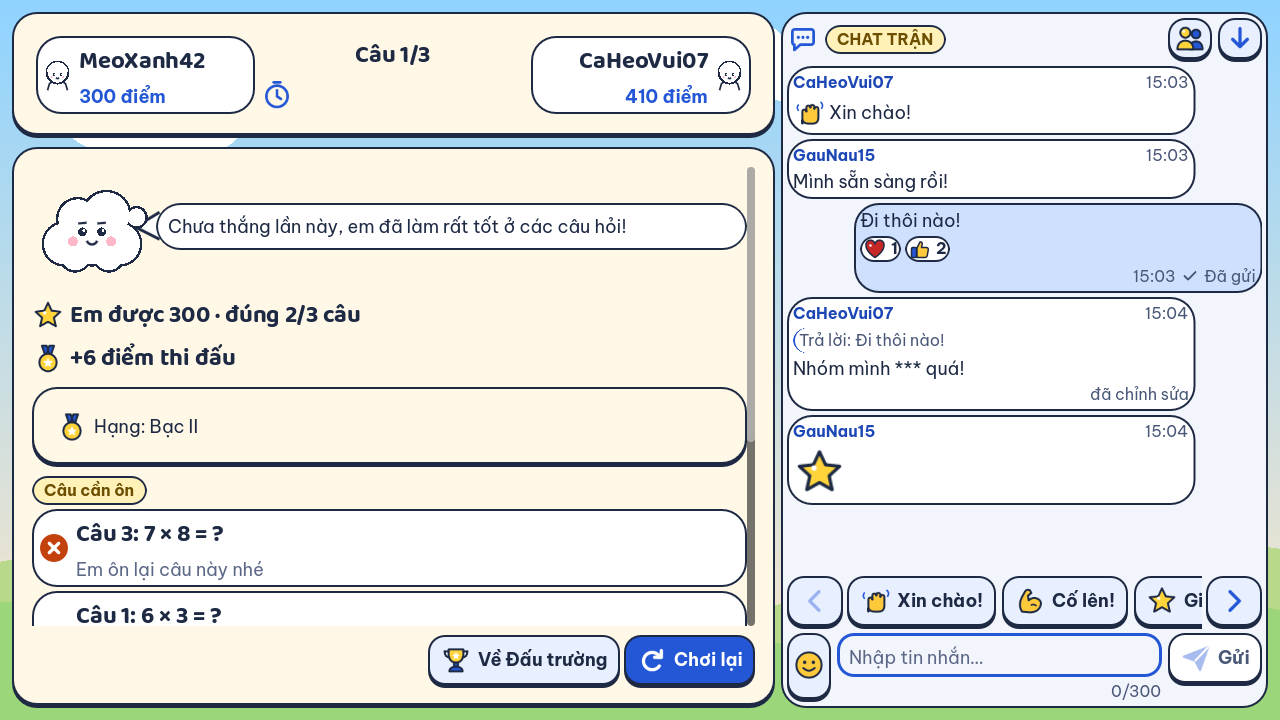 MeoXanh42
300 điểm
Câu 1/3
CaHeoVui07
410 điểm
Chưa thắng lần này, em đã làm rất tốt ở các câu hỏi!
Em được 300 · đúng 2/3 câu
+6 điểm thi đấu
Hạng: Bạc II
Câu cần ôn
Câu 3: 7 × 8 = ?
Em ôn lại câu này nhé
Câu 1: 6 × 3 = ?
Về Đấu trường
Chơi lại
CHAT TRẬN
CaHeoVui07 15:03
Xin chào!
GauNau15 15:03
Mình sẵn sàng rồi!
Đi thôi nào!
1 2
15:03 ✓ Đã gửi
CaHeoVui07 15:04
Trả lời: Đi thôi nào!
Nhóm mình *** quá!
đã chỉnh sửa
GauNau15 15:04
Xin chào!
Cố lên!
Gi
Nhập tin nhắn...
Gửi
0/300